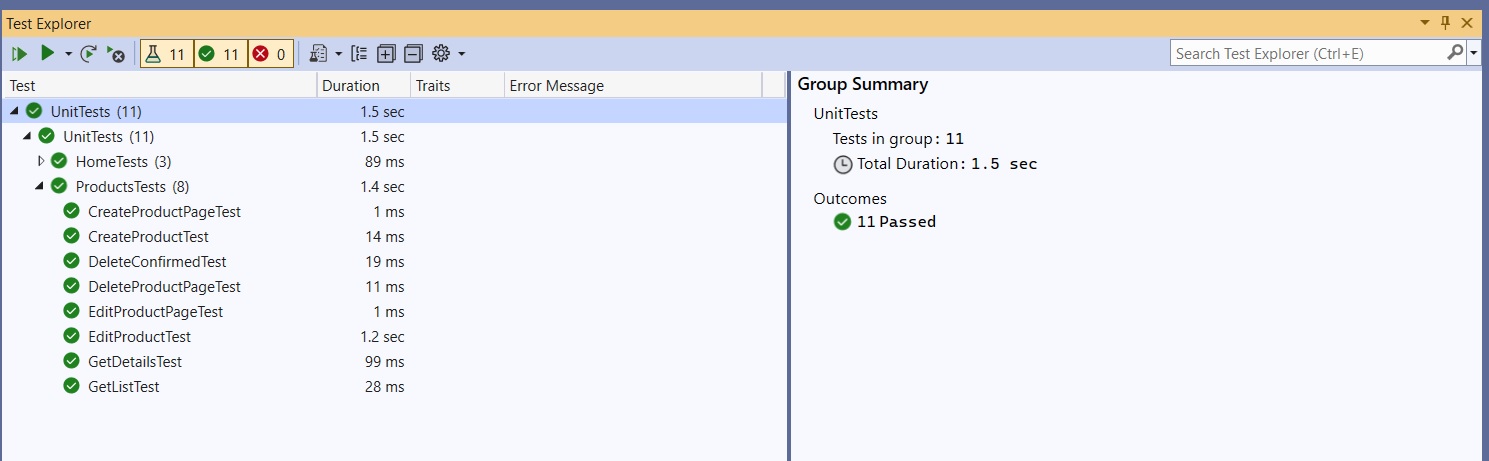 Test Explorer
11 11 0 Search Test Explorer (Ctrl+E)
Test Duration Traits Error Message
UnitTests (11) 1.5 sec
UnitTests (11) 1.5 sec
HomeTests (3) 89 ms
ProductsTests (8) 1.4 sec
CreateProductPageTest 1 ms
CreateProductTest 14 ms
DeleteConfirmedTest 19 ms
DeleteProductPageTest 11 ms
EditProductPageTest 1 ms
EditProductTest 1.2 sec
GetDetailsTest 99 ms
GetListTest 28 ms
Group Summary
UnitTests
Tests in group: 11
Total Duration: 1.5 sec
Outcomes
11 Passed